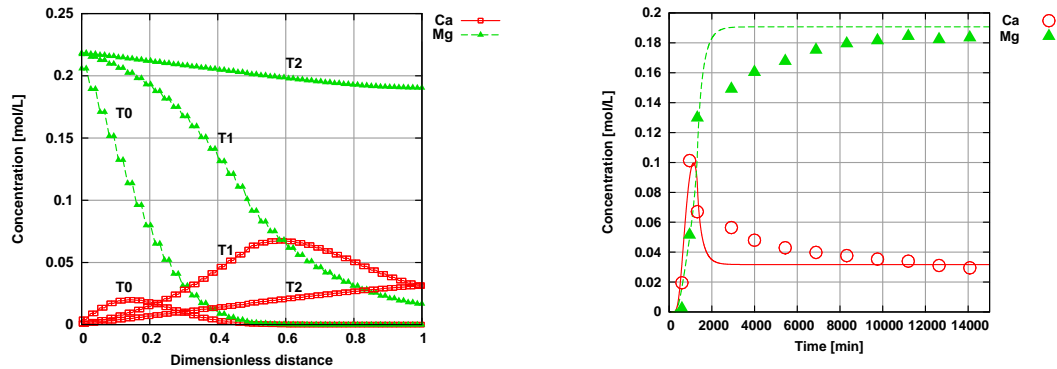 Ca
Mg
Concentration [mol/L]
0.25
0.2
0.15
0.1
0.05
0
T2
T0
T1
T1
T0
T2
0 0.2 0.4 0.6 0.8 1
Dimensionless distance
Ca
Mg
Concentration [mol/L]
0.2
0.18
0.16
0.14
0.12
0.1
0.08
0.06
0.04
0.02
0
0 2000 4000 6000 8000 10000 12000 14000
Time [min]